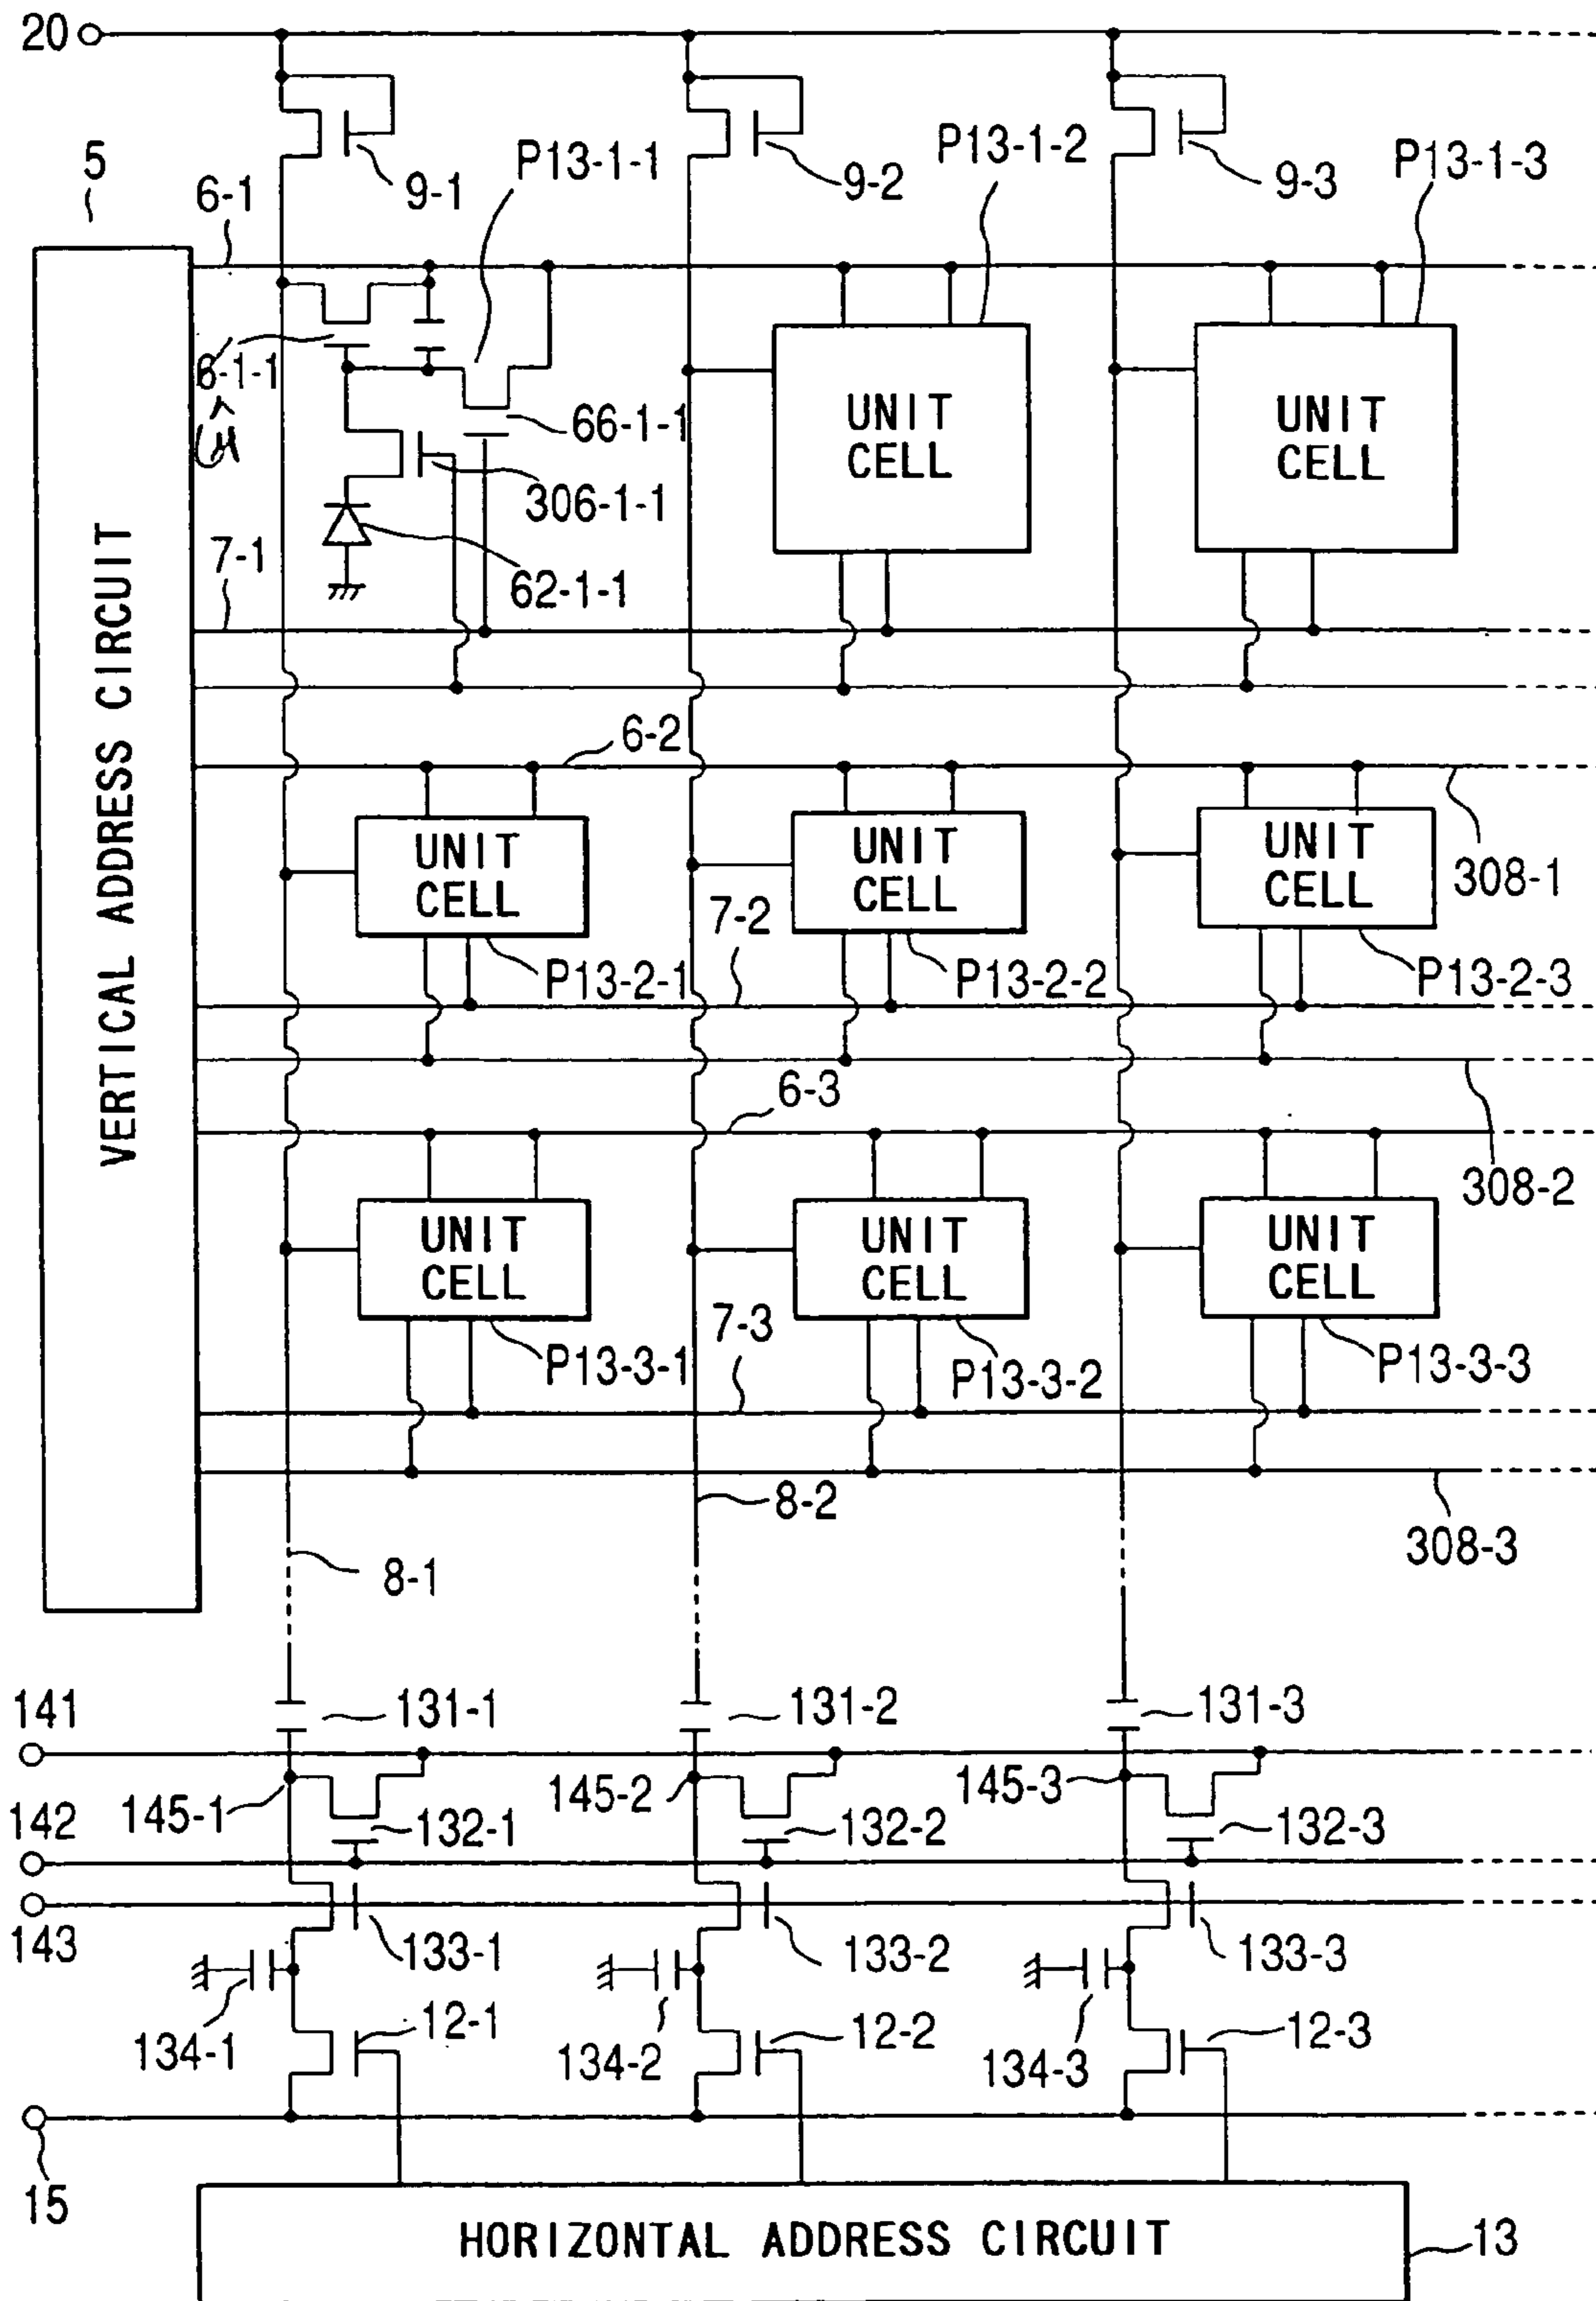 20
9-1
P13-1-1
P13-1-2
9-2
9-3
P13-1-3
5
6-1
6-1-1
UNIT
CELL
UNIT
CELL
66-1-1
306-1-1
62-1-1
7-1
VERTICAL ADDRESS CIRCUIT
6-2
UNIT
CELL
UNIT
CELL
UNIT
CELL
308-1
7-2
P13-2-1
P13-2-2
P13-2-3
6-3
308-2
UNIT
CELL
UNIT
CELL
UNIT
CELL
7-3
P13-3-1
P13-3-2
P13-3-3
8-2
308-3
8-1
141
131-1
131-2
131-3
145-1
145-2
145-3
142
132-1
132-2
132-3
143
133-1
133-2
133-3
134-1
12-1
134-2
12-2
134-3
12-3
15
HORIZONTAL ADDRESS CIRCUIT
13